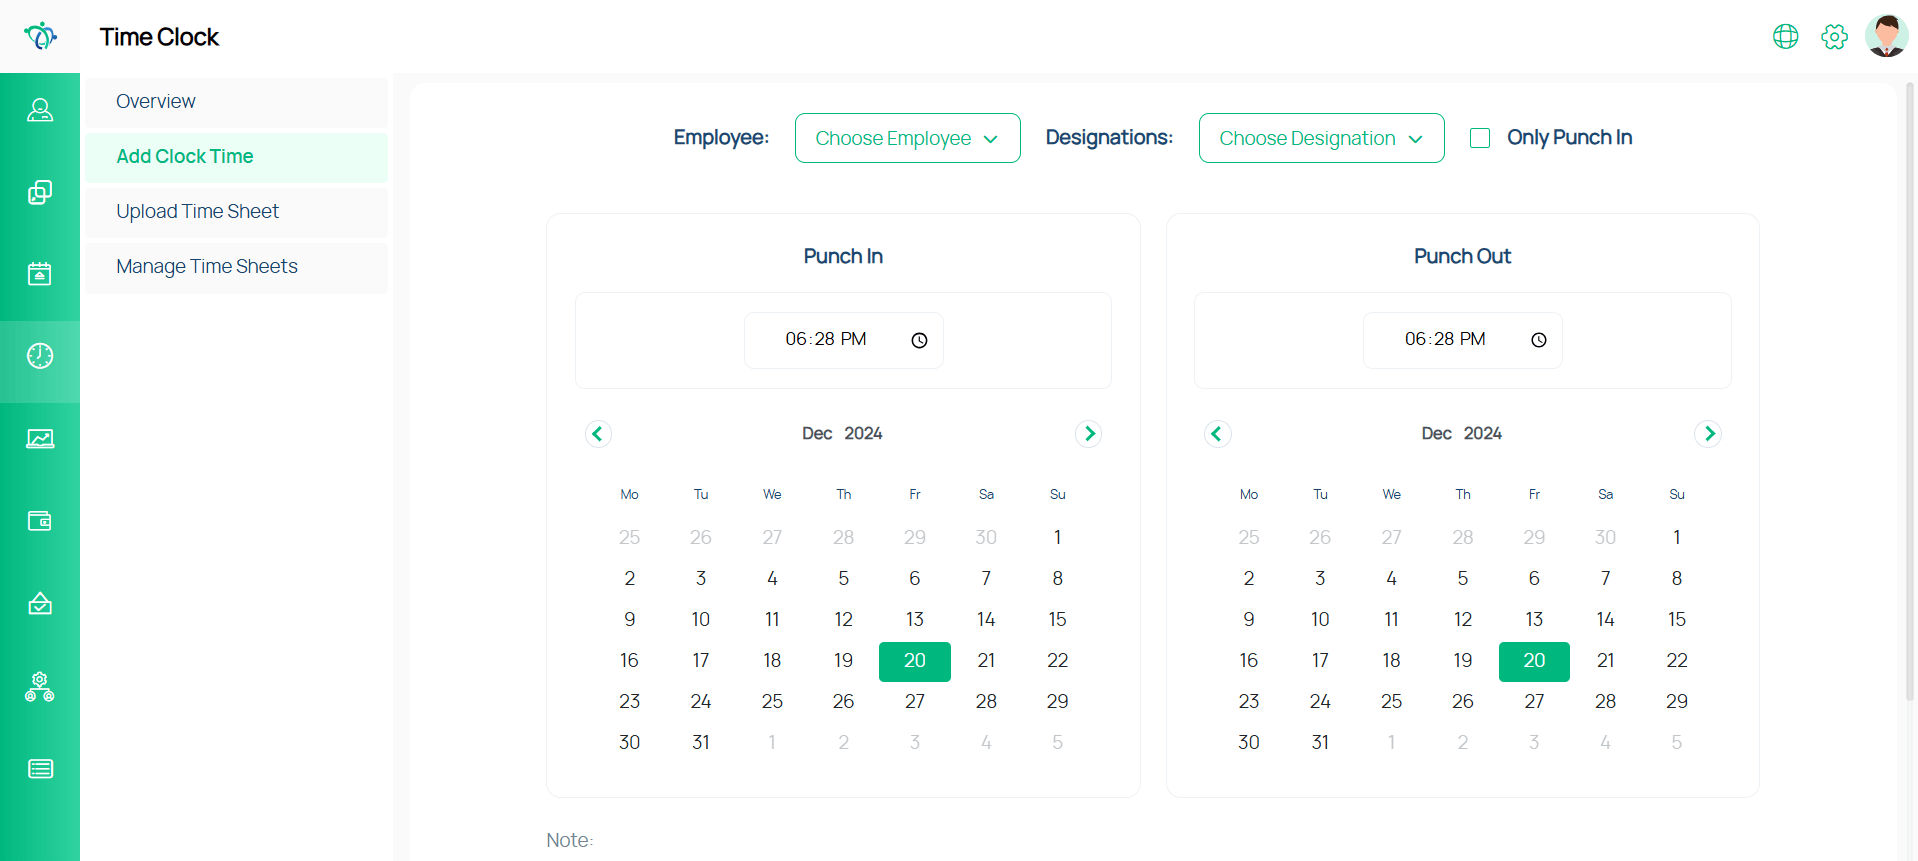 Time Clock
Overview
Add Clock Time
Upload Time Sheet
Manage Time Sheets
Employee: Choose Employee Designations: Choose Designation Only Punch In
Punch In
06:28 PM
Dec 2024
Mo Tu We Th Fr Sa Su
25 26 27 28 29 30 1
2 3 4 5 6 7 8
9 10 11 12 13 14 15
16 17 18 19 20 21 22
23 24 25 26 27 28 29
30 31 1 2 3 4 5
Punch Out
06:28 PM
Dec 2024
Mo Tu We Th Fr Sa Su
25 26 27 28 29 30 1
2 3 4 5 6 7 8
9 10 11 12 13 14 15
16 17 18 19 20 21 22
23 24 25 26 27 28 29
30 31 1 2 3 4 5
Note: